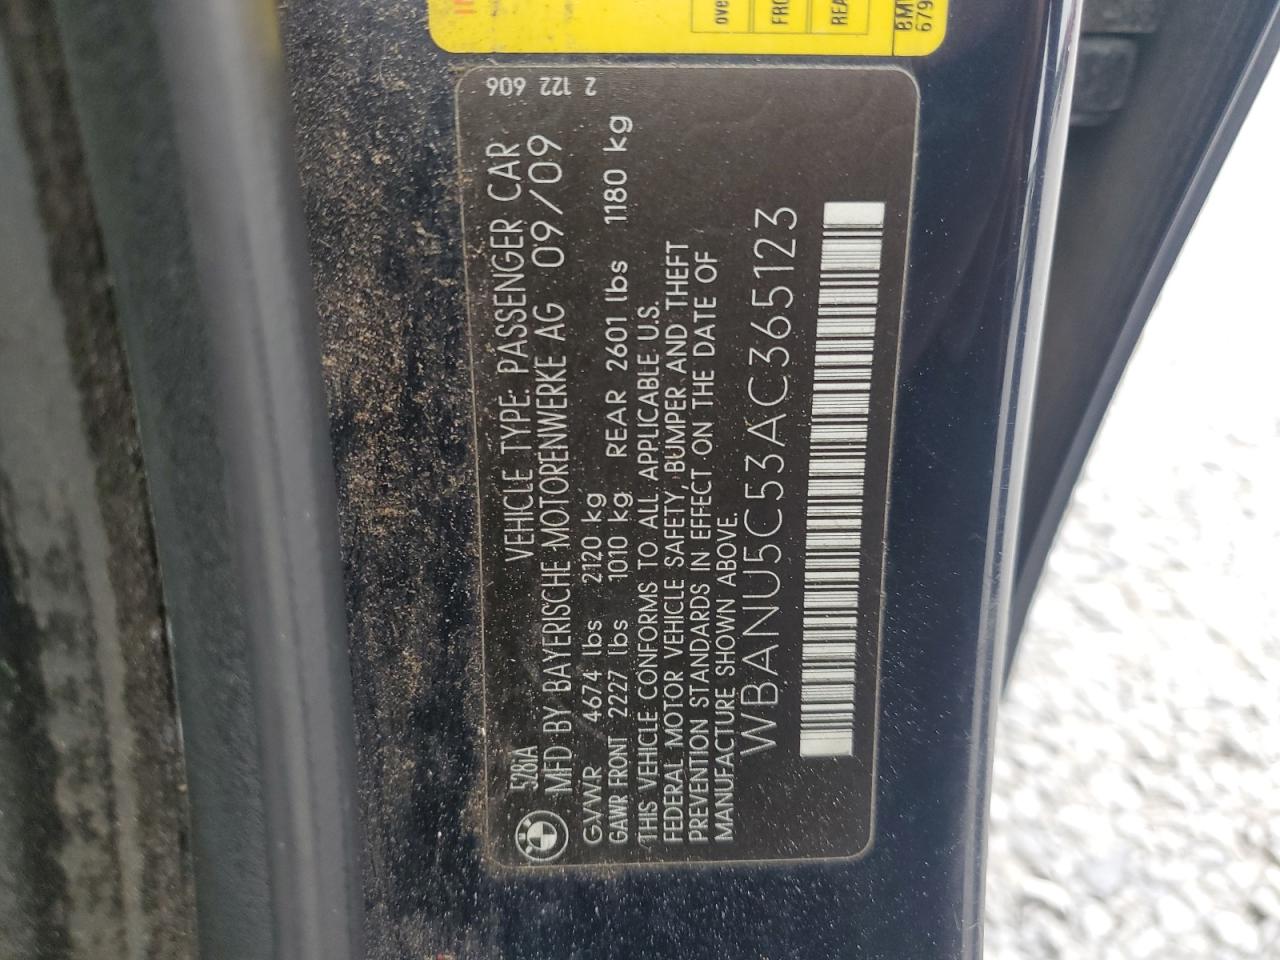 528iA
VEHICLE TYPE: PASSENGER CAR
MFD BY BAYERISCHE MOTORENWERKE AG 09/09
GVWR 4674 lbs 2120 kg
GAWR FRONT 2227 lbs 1010 kg REAR 2601 lbs 1180 kg
THIS VEHICLE CONFORMS TO ALL APPLICABLE U.S.
FEDERAL MOTOR VEHICLE SAFETY, BUMPER AND THEFT
PREVENTION STANDARDS IN EFFECT ON THE DATE OF
MANUFACTURE SHOWN ABOVE.
WBANU5C53AC365123
2 122 606